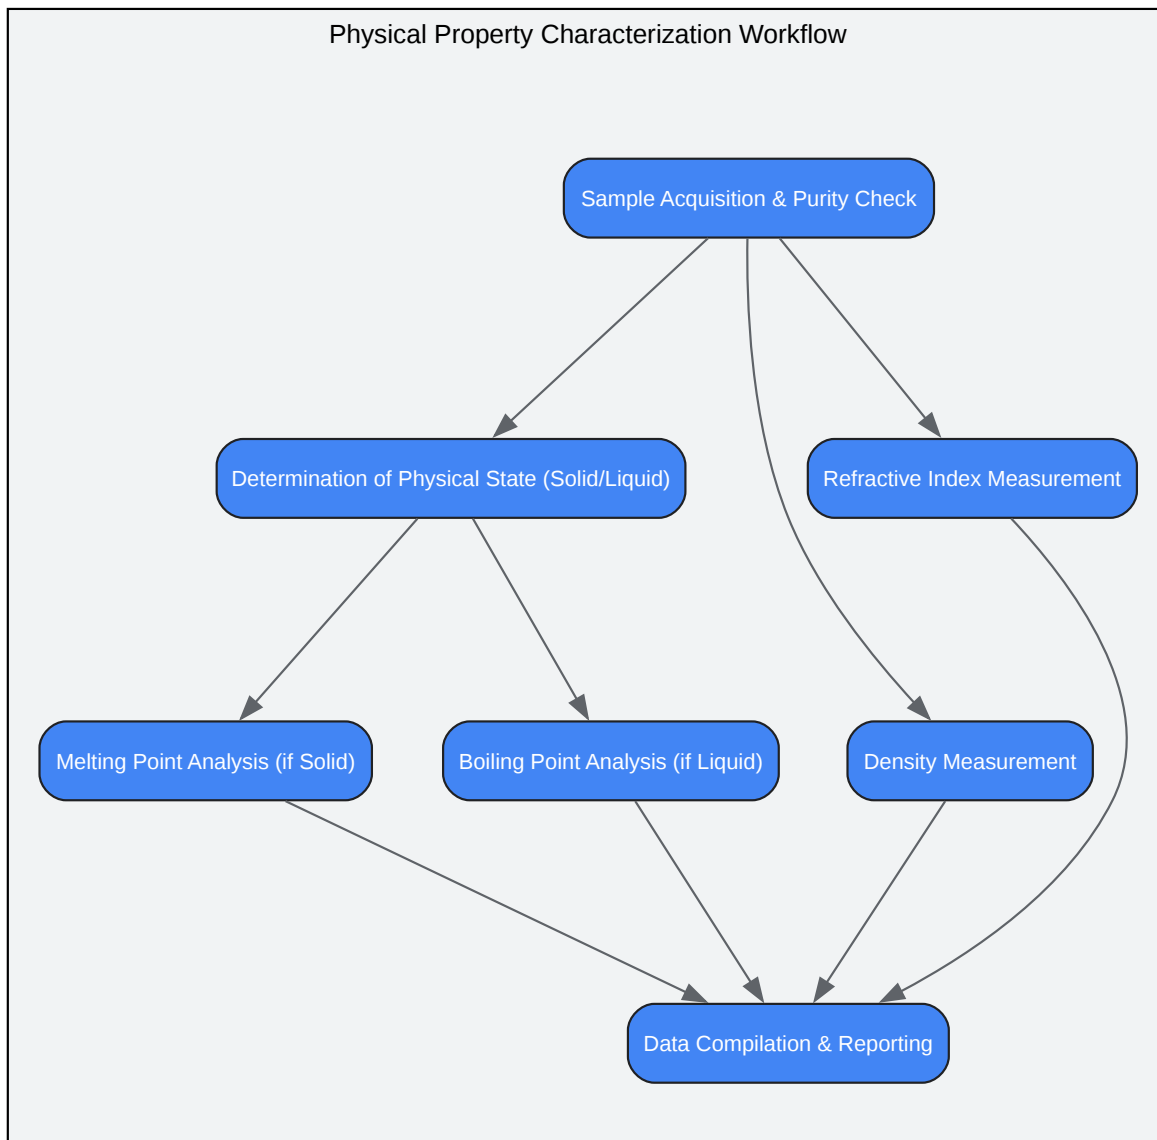 Physical Property Characterization Workflow
Sample Acquisition & Purity Check
Determination of Physical State (Solid/Liquid)
Refractive Index Measurement
Melting Point Analysis (if Solid)
Boiling Point Analysis (if Liquid)
Density Measurement
Data Compilation & Reporting